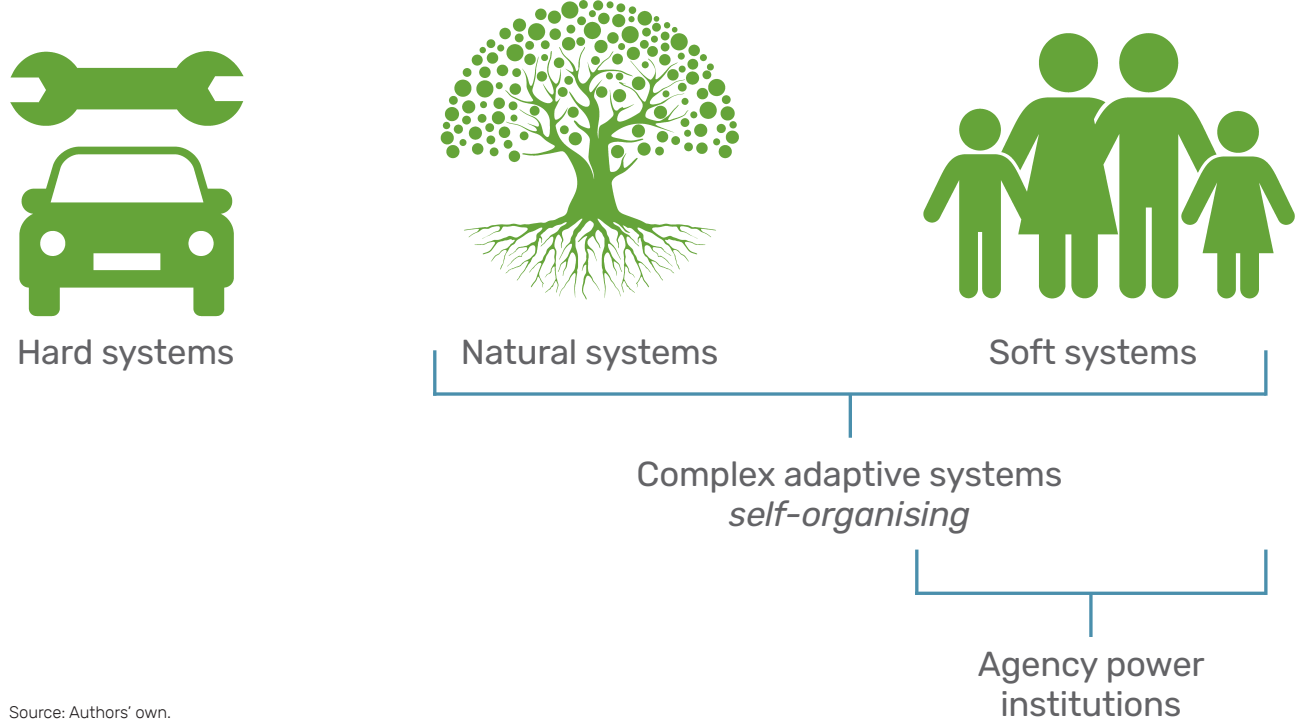 Hard systems
Natural systems
Soft systems
Complex adaptive systems
self-organising
Agency power
institutions
Source: Authors’ own.